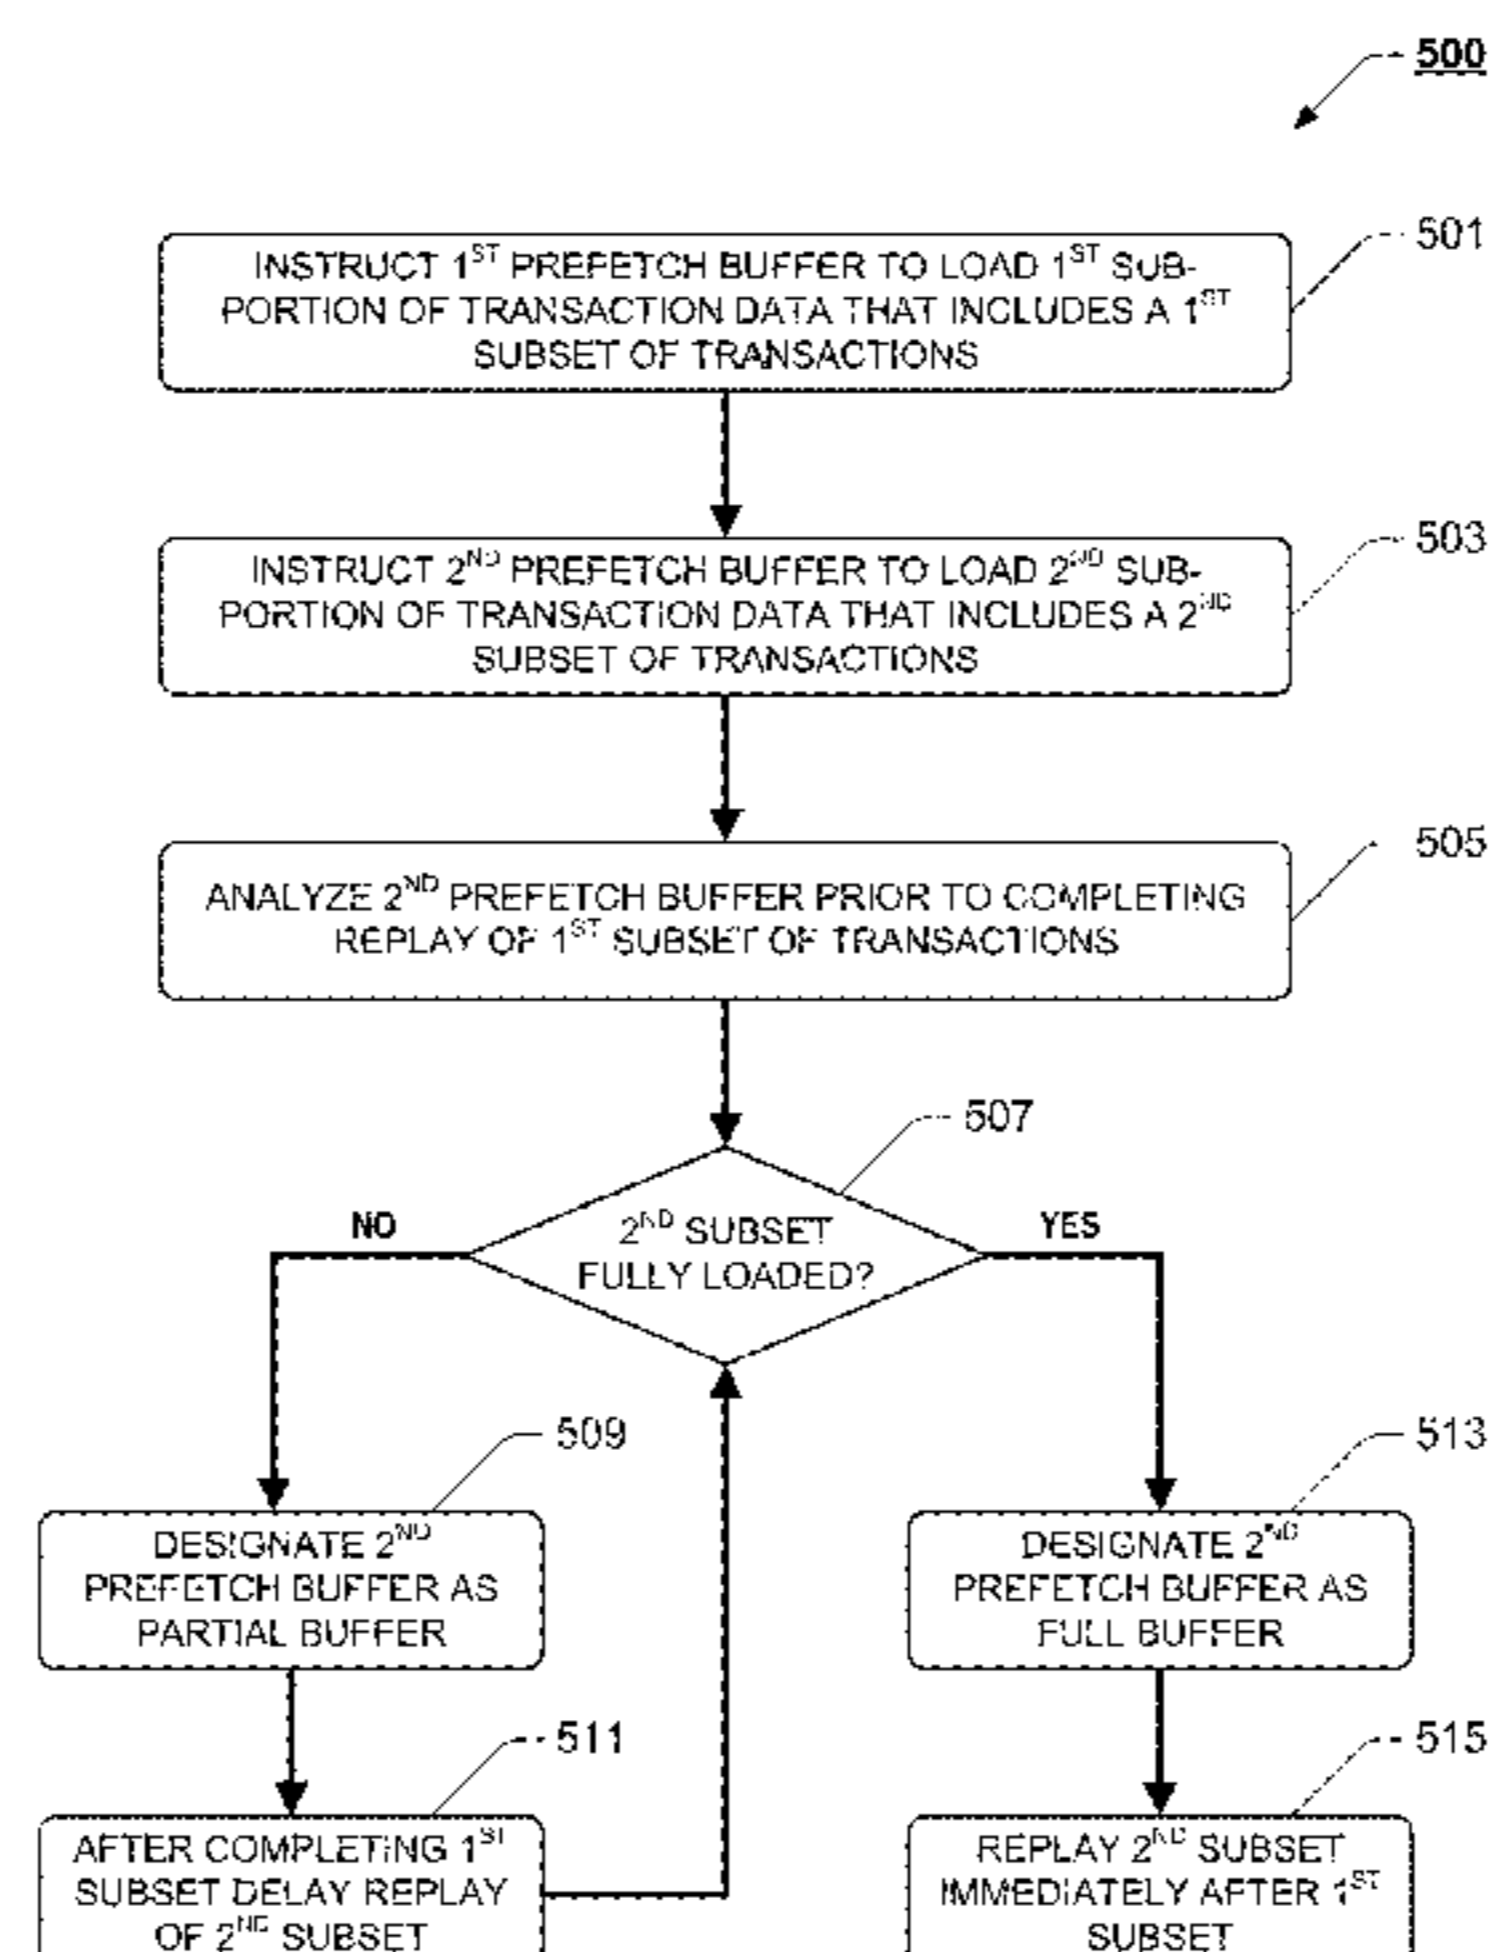 500
501
INSTRUCT 1ST PREFETCH BUFFER TO LOAD 1ST SUB-
PORTION OF TRANSACTION DATA THAT INCLUDES A 1ST
SUBSET OF TRANSACTIONS
503
INSTRUCT 2ND PREFETCH BUFFER TO LOAD 2ND SUB-
PORTION OF TRANSACTION DATA THAT INCLUDES A 2ND
SUBSET OF TRANSACTIONS
505
ANALYZE 2ND PREFETCH BUFFER PRIOR TO COMPLETING
REPLAY OF 1ST SUBSET OF TRANSACTIONS
507
NO
2ND SUBSET
FULLY LOADED?
YES
509
DESIGNATE 2ND
PREFETCH BUFFER AS
PARTIAL BUFFER
513
DESIGNATE 2ND
PREFETCH BUFFER AS
FULL BUFFER
511
AFTER COMPLETING 1ST
SUBSET DELAY REPLAY
OF 2ND SUBSET
515
REPLAY 2ND SUBSET
IMMEDIATELY AFTER 1ST
SUBSET